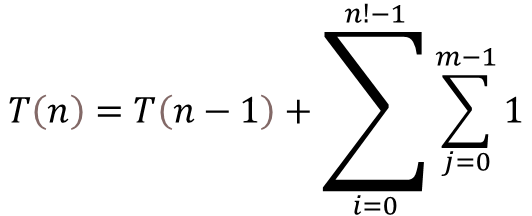 T(n) = T(n − 1) + ∑_{i=0}^{n!−1} ∑_{j=0}^{m−1} 1